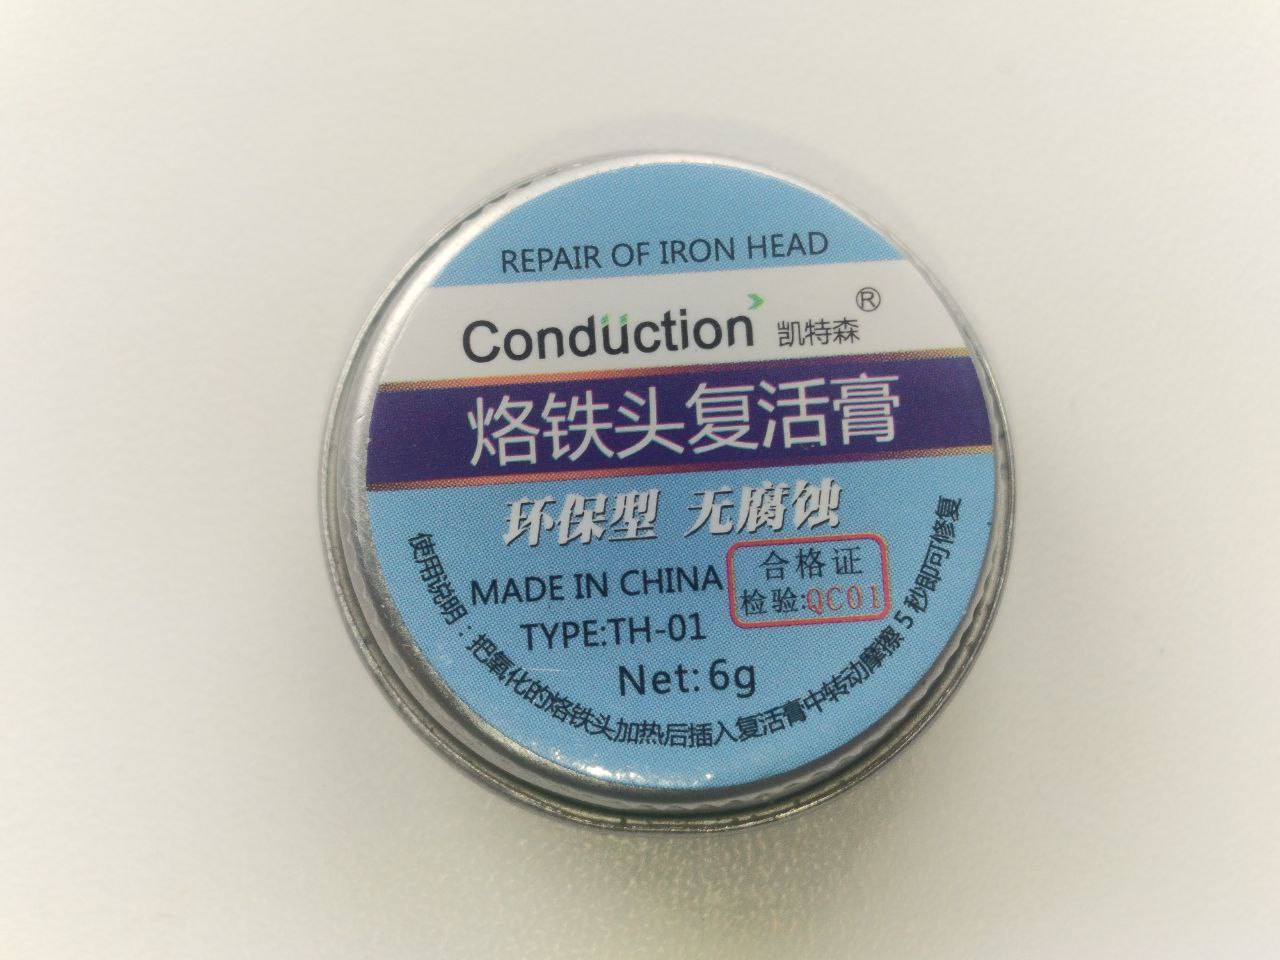 REPAIR OF IRON HEAD
Conduction 凯特森®
烙铁头复活膏
环保型 无腐蚀
MADE IN CHINA
合格证
检验:QC01
TYPE:TH-01
Net:6g
使用说明：把氧化的烙铁头加热后插入复活膏中转动摩擦5秒即可修复